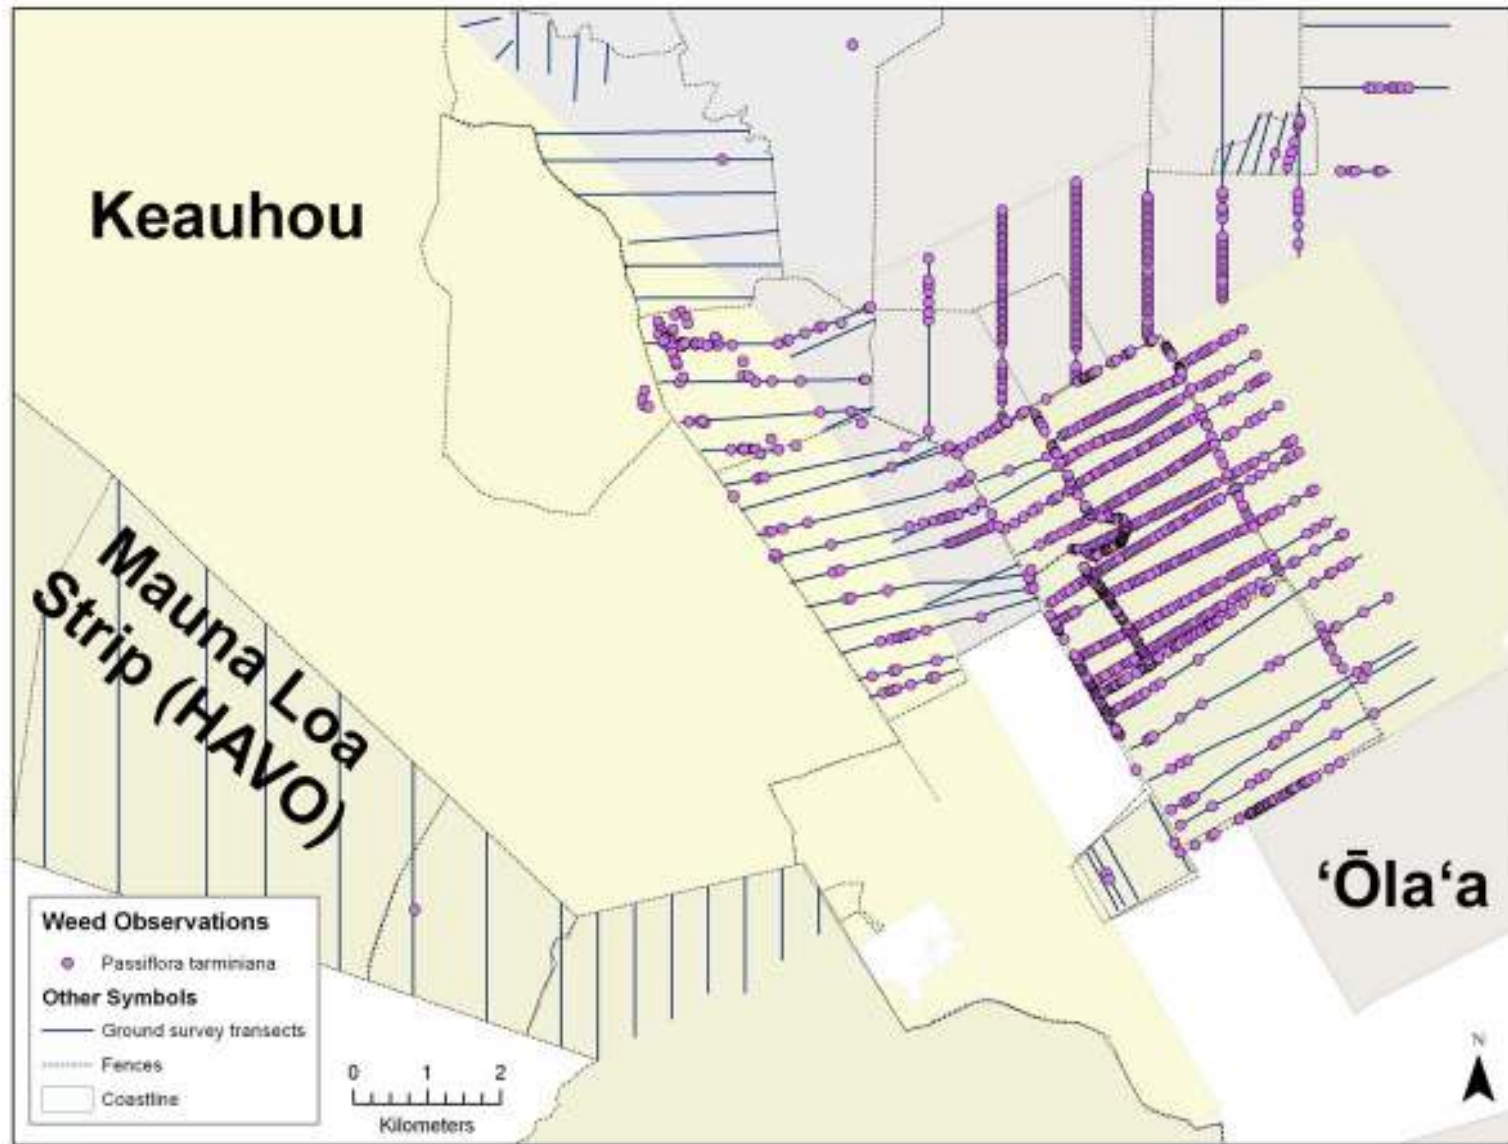 Keauhou
Mauna Loa
Strip (HAVO)
ʻŌlaʻa
Weed Observations
Passiflora tarminiana
Other Symbols
Ground survey transects
Fences
Coastline
0 1 2
Kilometers
N